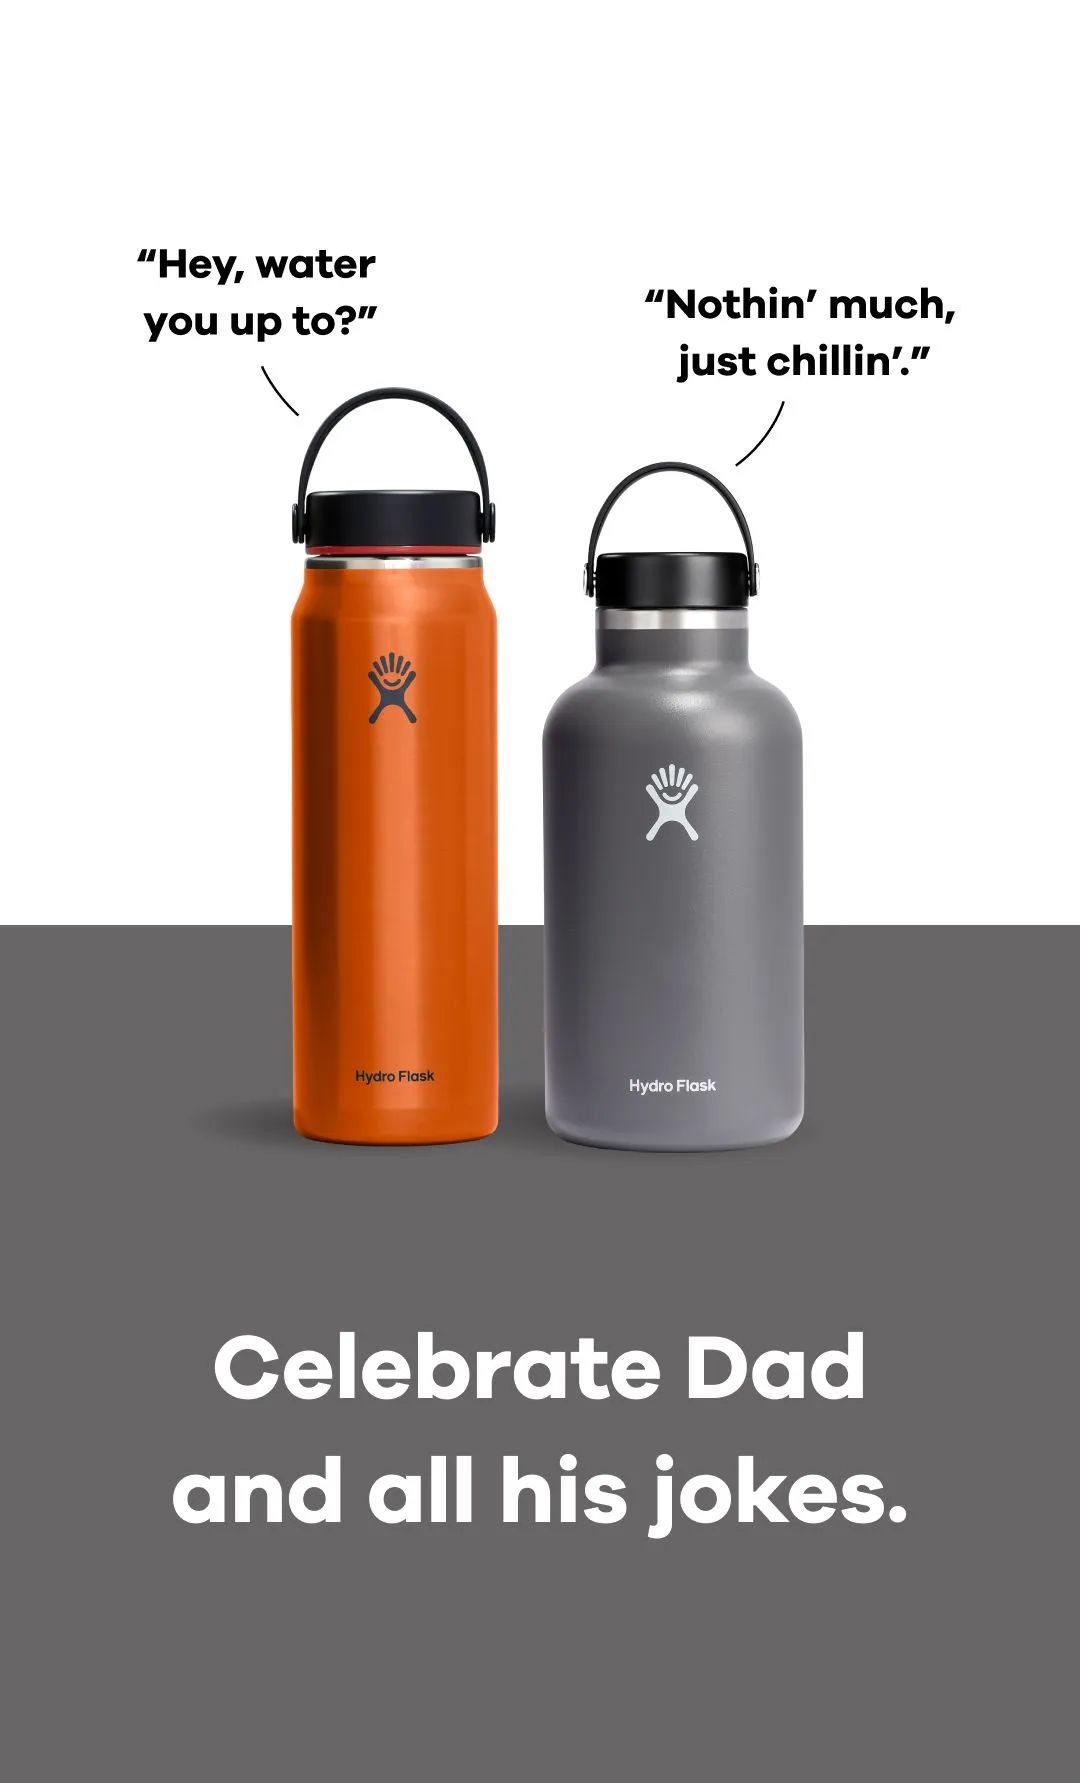 “Hey, water
you up to?”
“Nothin’ much,
just chillin’.”
Hydro Flask
Hydro Flask
Celebrate Dad
and all his jokes.